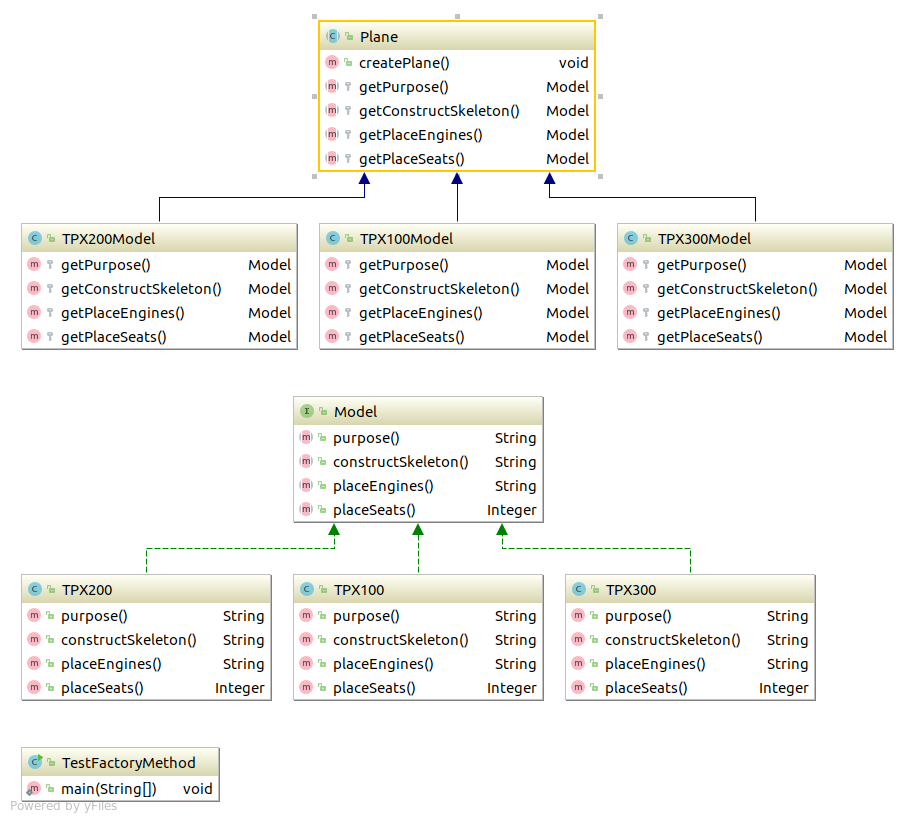 Plane
createPlane() void
getPurpose() Model
getConstructSkeleton() Model
getPlaceEngines() Model
getPlaceSeats() Model
TPX200Model
getPurpose() Model
getConstructSkeleton() Model
getPlaceEngines() Model
getPlaceSeats() Model
TPX100Model
getPurpose() Model
getConstructSkeleton() Model
getPlaceEngines() Model
getPlaceSeats() Model
TPX300Model
getPurpose() Model
getConstructSkeleton() Model
getPlaceEngines() Model
getPlaceSeats() Model
Model
purpose() String
constructSkeleton() String
placeEngines() String
placeSeats() Integer
TPX200
purpose() String
constructSkeleton() String
placeEngines() String
placeSeats() Integer
TPX100
purpose() String
constructSkeleton() String
placeEngines() String
placeSeats() Integer
TPX300
purpose() String
constructSkeleton() String
placeEngines() String
placeSeats() Integer
TestFactoryMethod
main(String[]) void
Powered by yFiles